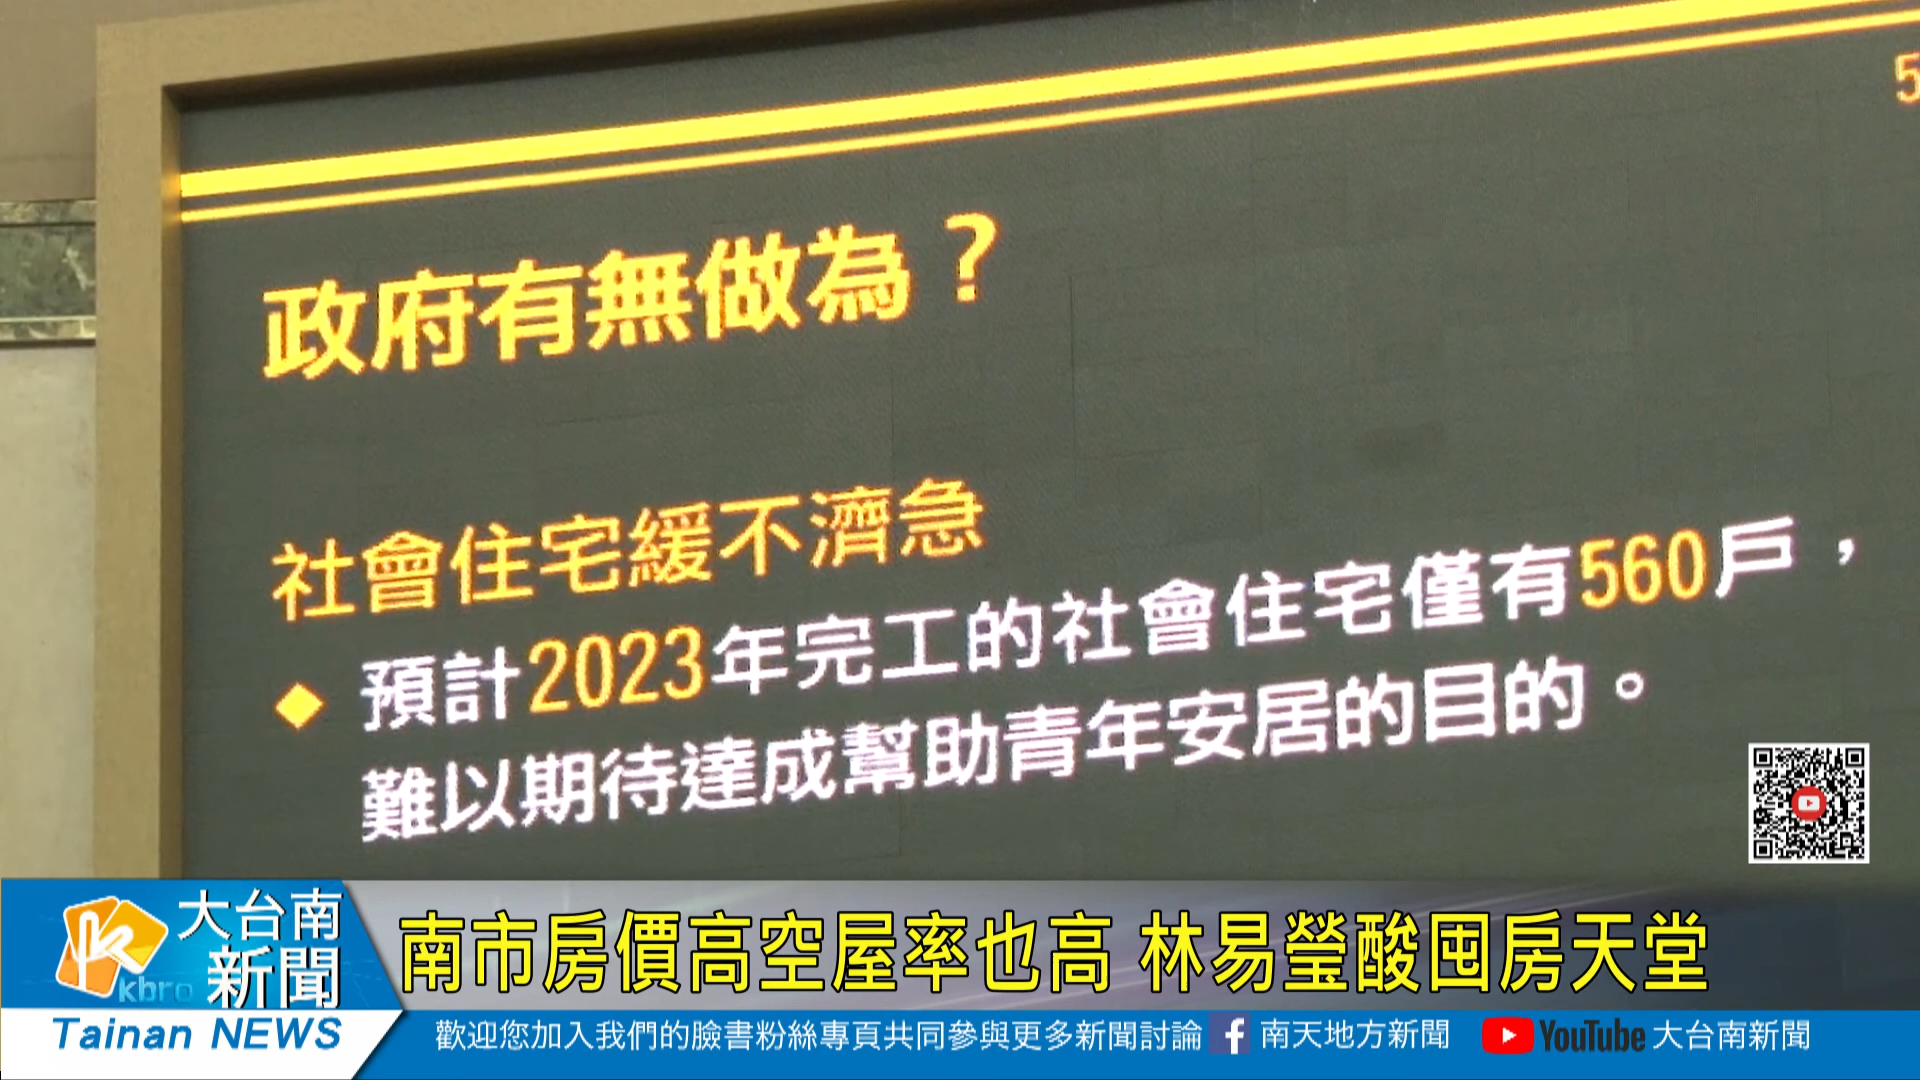 5
政府有無做為？
社會住宅緩不濟急
◆ 預計2023年完工的社會住宅僅有560戶，
難以期待達成幫助青年安居的目的。
大台南
新聞
kbro
Tainan NEWS
南市房價高空屋率也高 林易瑩酸囤房天堂
歡迎您加入我們的臉書粉絲專頁共同參與更多新聞討論 f 南天地方新聞 YouTube 大台南新聞